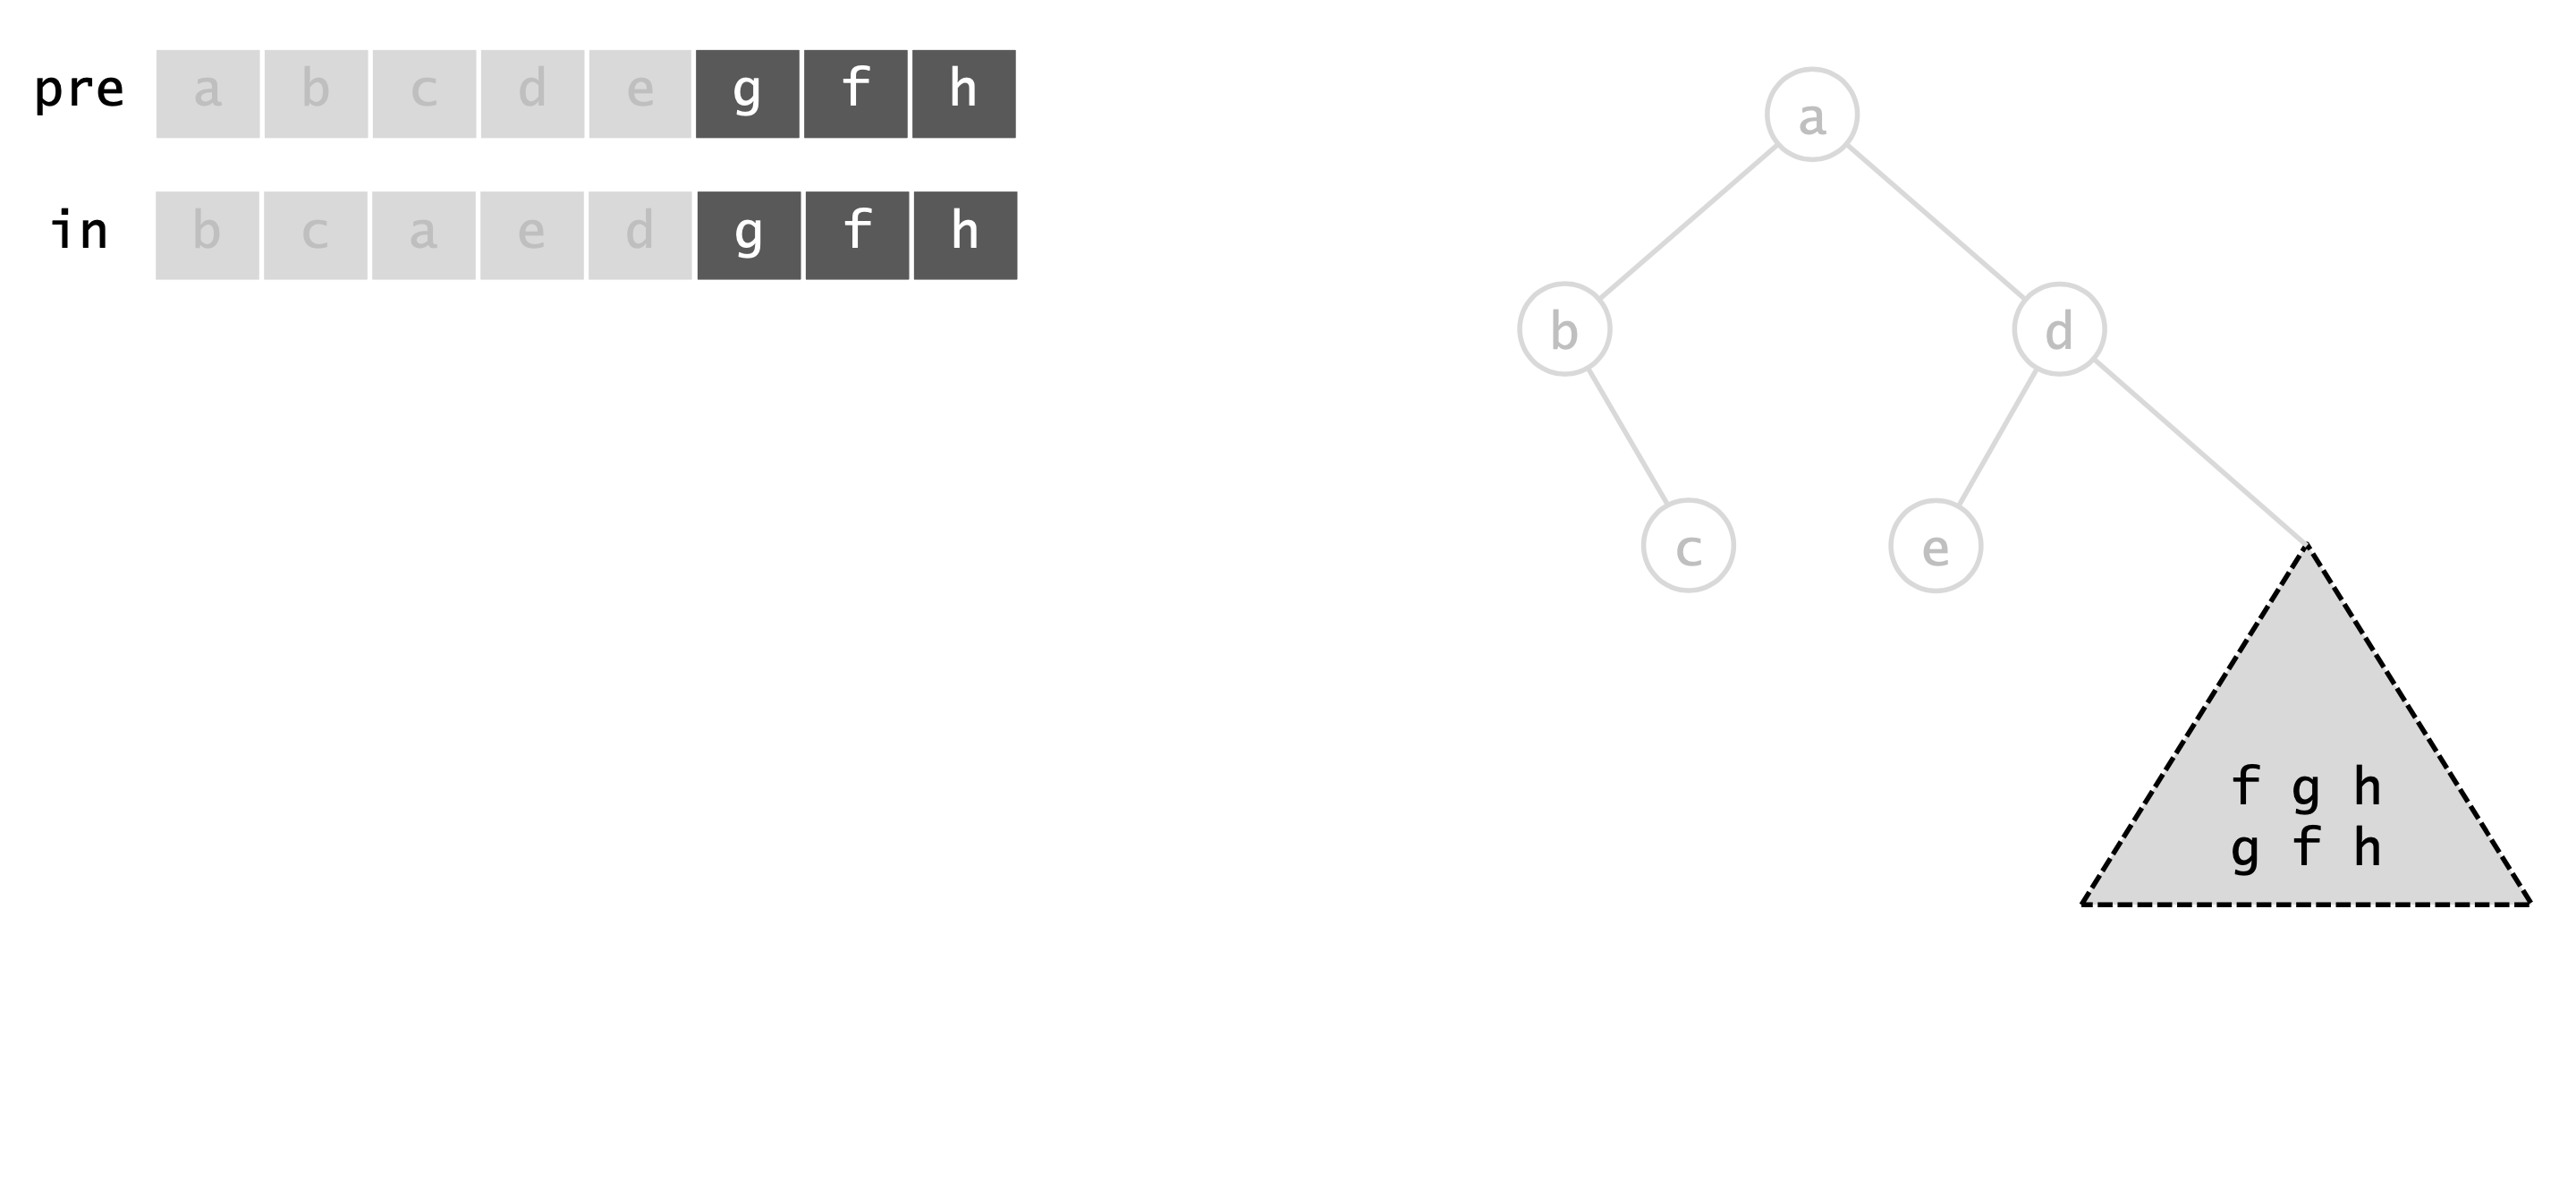 pre a b c d e g f h
in b c a e d g f h
a
b d
c e
f g h
g f h